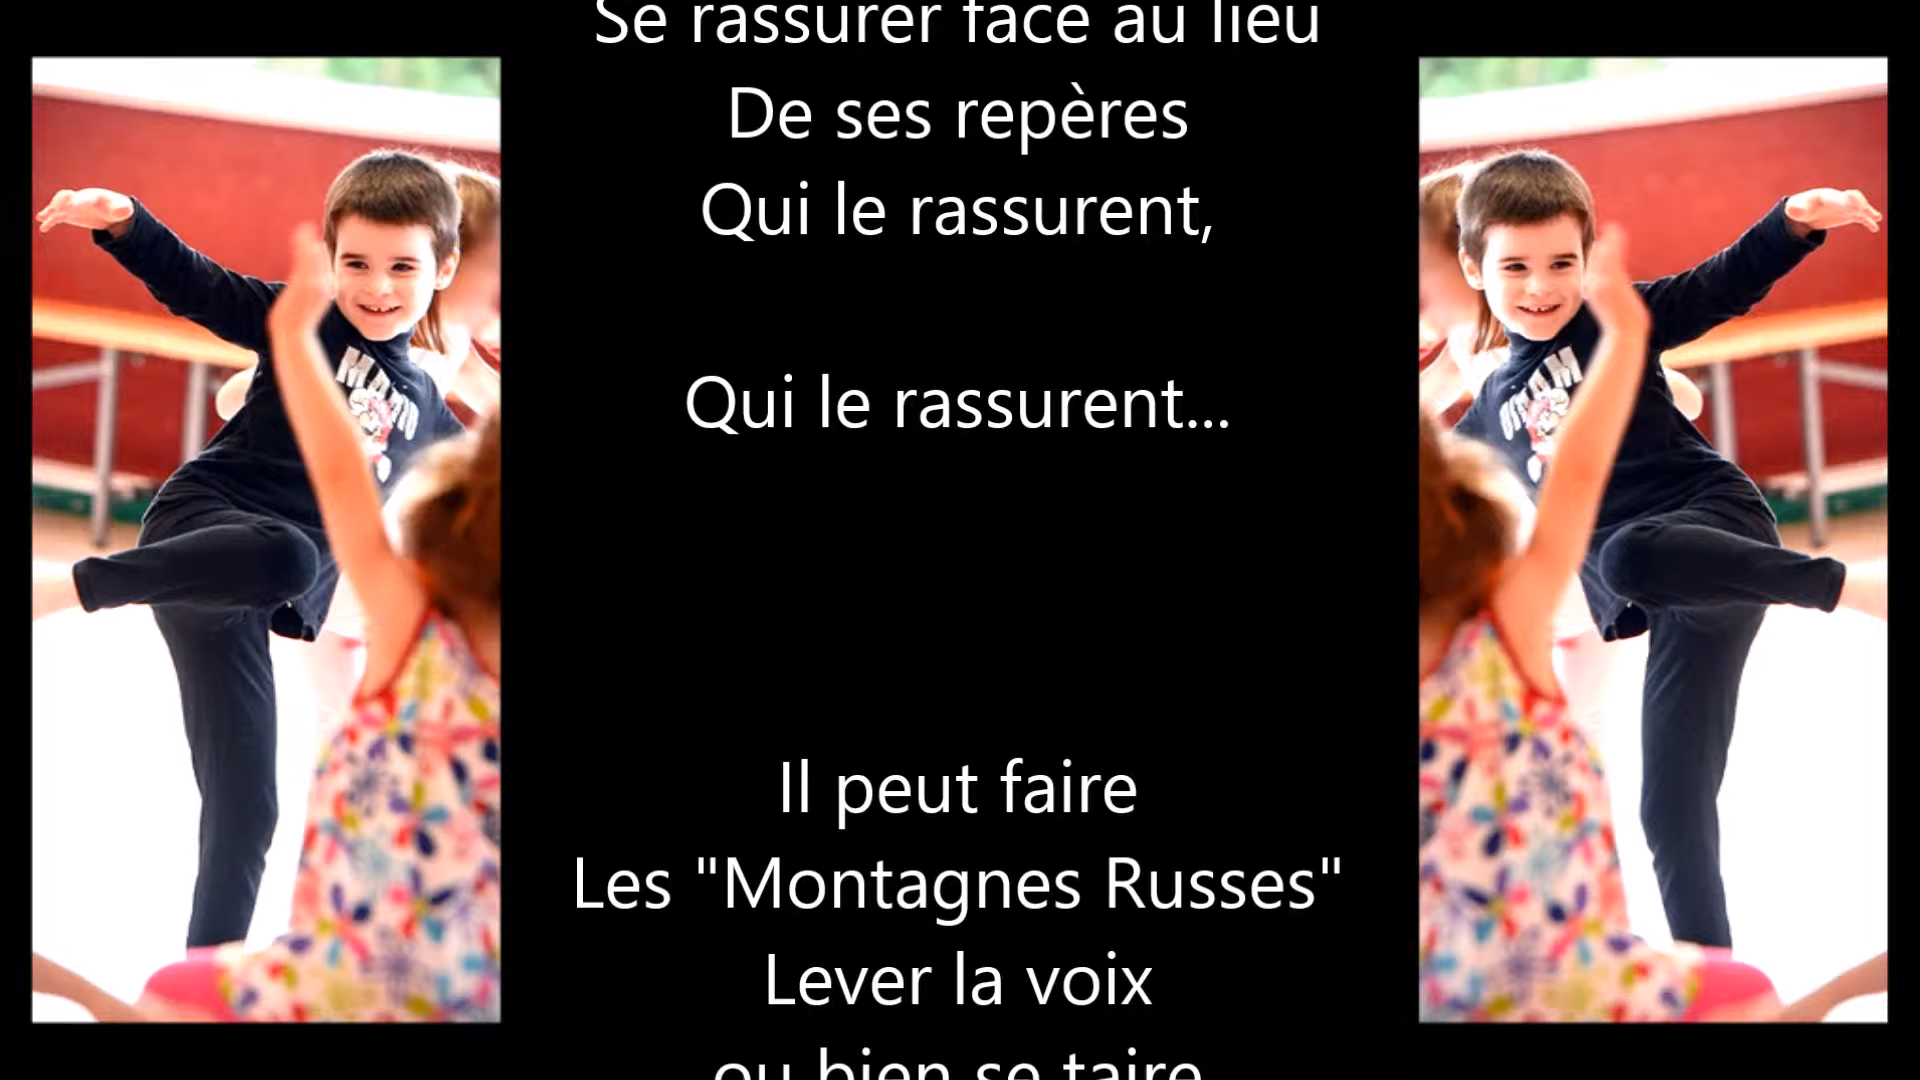 Se rassurer face au lieu
De ses repères
Qui le rassurent,
Qui le rassurent...
Il peut faire
Les "Montagnes Russes"
Lever la voix
ou bien se taire